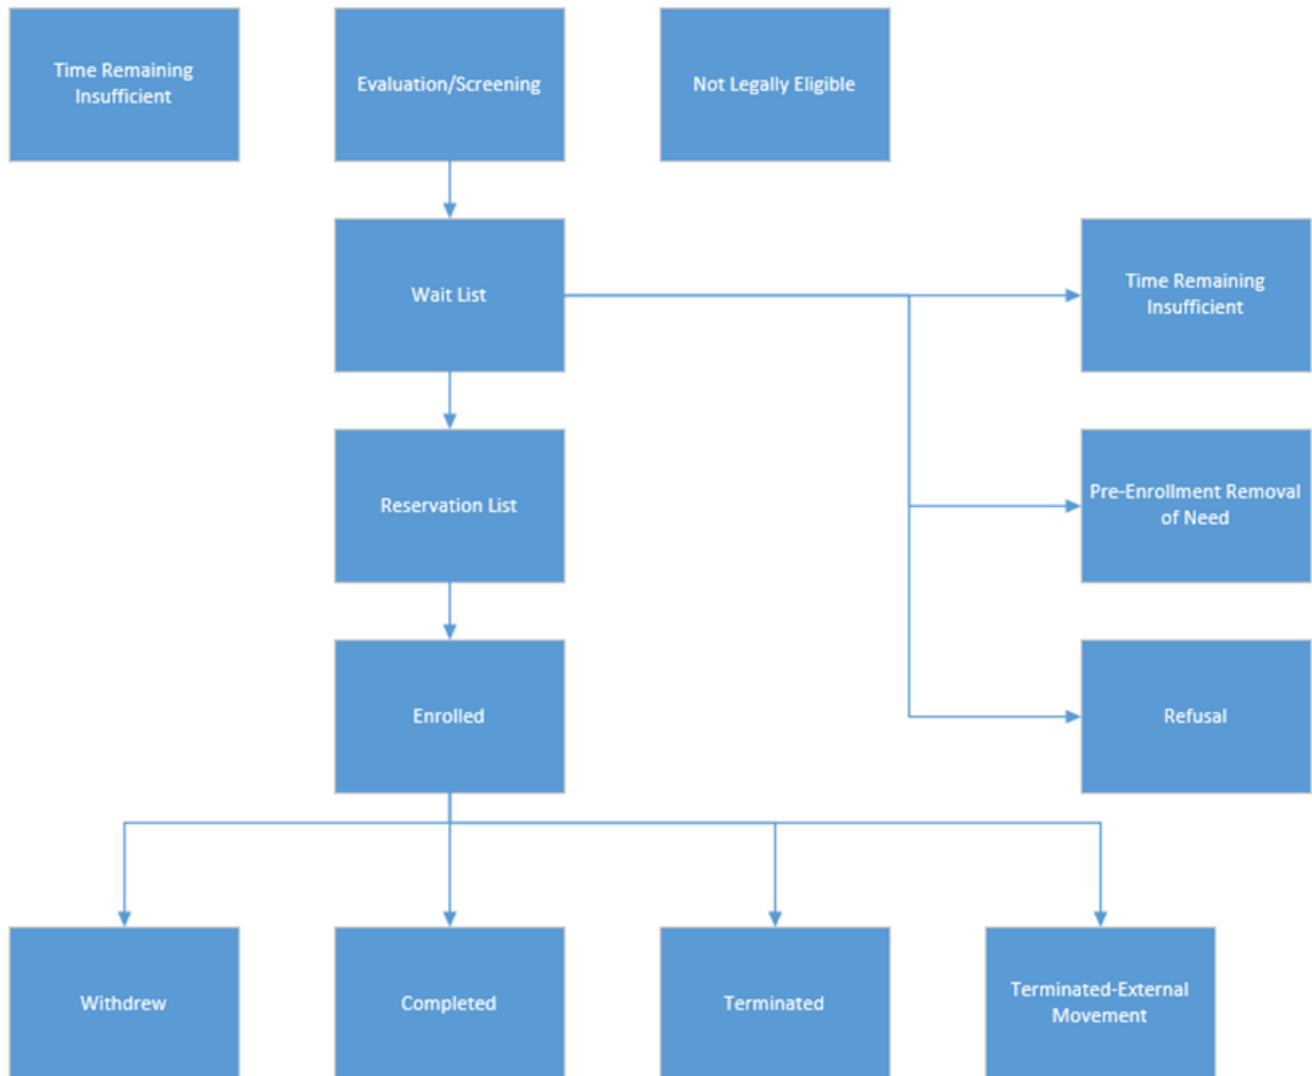 Time Remaining
Insufficient
Evaluation/Screening
Not Legally Eligible
Wait List
Time Remaining
Insufficient
Reservation List
Pre-Enrollment Removal
of Need
Enrolled
Refusal
Withdrew
Completed
Terminated
Terminated-External
Movement